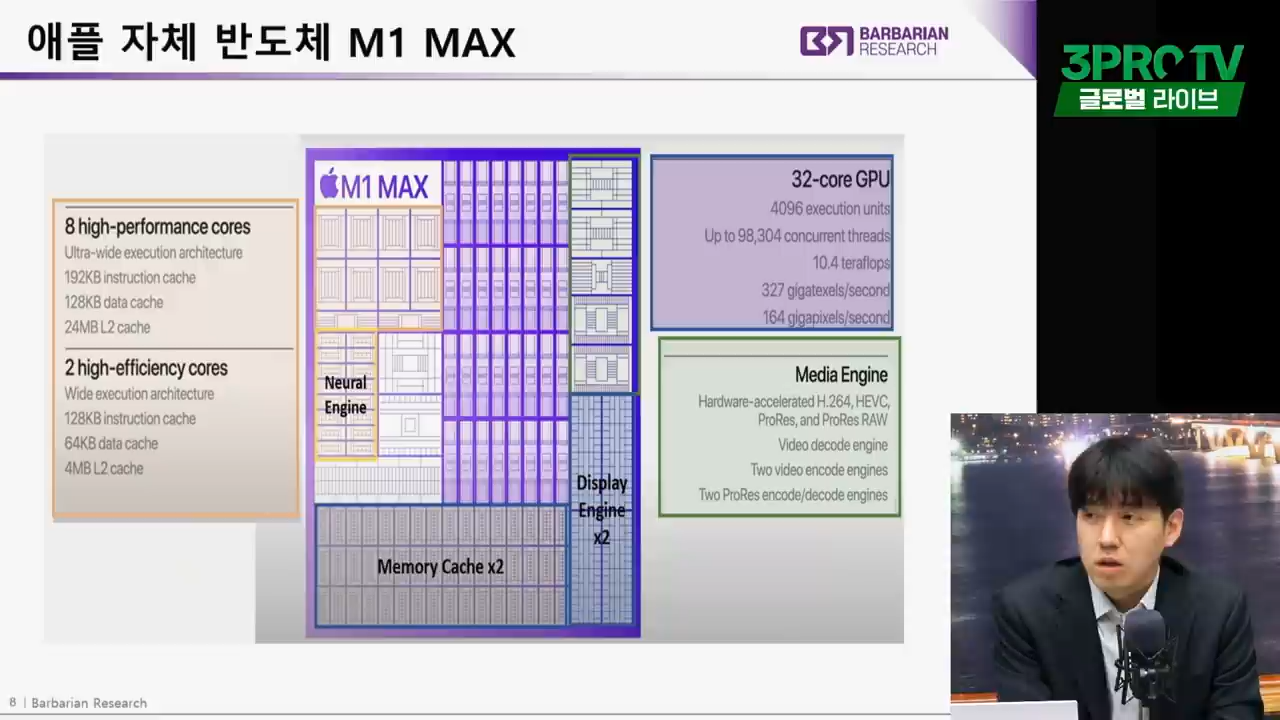 애플 자체 반도체 M1 MAX
BARBARIAN
RESEARCH
3PRO TV
글로벌 라이브
8 high-performance cores
Ultra-wide execution architecture
192KB instruction cache
128KB data cache
24MB L2 cache
2 high-efficiency cores
Wide execution architecture
128KB instruction cache
64KB data cache
4MB L2 cache
M1 MAX
Neural
Engine
Memory Cache x2
Display
Engine
x2
32-core GPU
4096 execution units
Up to 98,304 concurrent threads
10.4 teraflops
327 gigatexels/second
164 gigapixels/second
Media Engine
Hardware-accelerated H.264, HEVC,
ProRes, and ProRes RAW
Video decode engine
Two video encode engines
Two ProRes encode/decode engines
8 | Barbarian Research